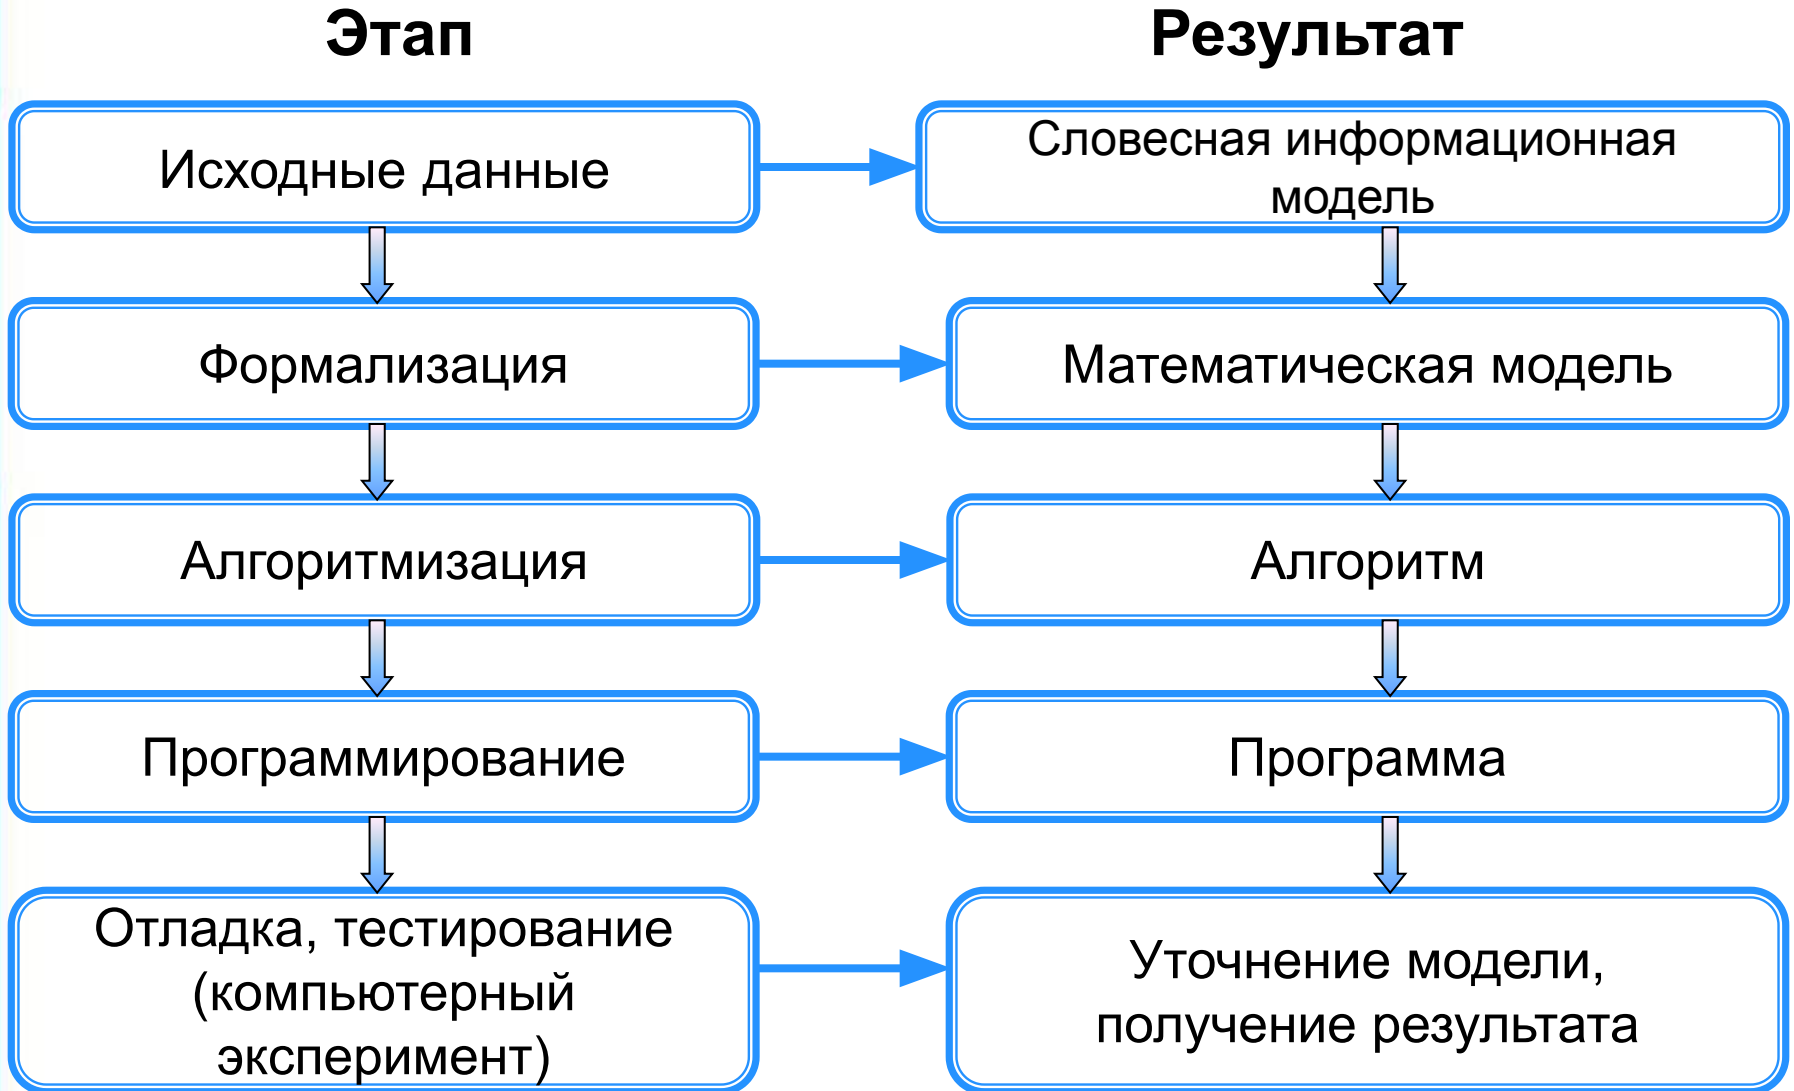 Этап
Результат
Исходные данные
Словесная информационная
модель
Формализация
Математическая модель
Алгоритмизация
Алгоритм
Программирование
Программа
Отладка, тестирование
(компьютерный
эксперимент)
Уточнение модели,
получение результата